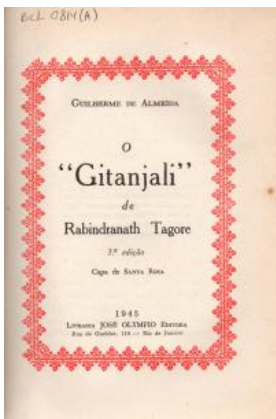 BCL 0814(A)
GUILHERME DE ALMEIDA
O
"Gitanjali"
de
Rabindranath Tagore
3.ª edição
Capa de SANTA ROSA
1945
LIVRARIA JOSÉ OLYMPIO EDITORA
Rua do Ouvidor, 110 — Rio de Janeiro